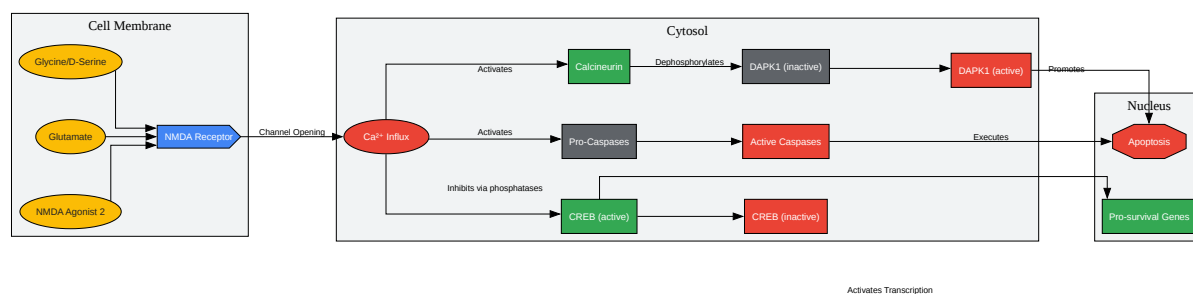 Cell Membrane
Glycine/D-Serine
Glutamate
NMDA Agonist 2
NMDA Receptor
Channel Opening
Cytosol
Ca²⁺ Influx
Activates
Calcineurin
Dephosphorylates
DAPK1 (inactive)
DAPK1 (active)
Promotes
Activates
Pro-Caspases
Active Caspases
Executes
Inhibits via phosphatases
CREB (active)
CREB (inactive)
Nucleus
Apoptosis
Pro-survival Genes
Activates Transcription